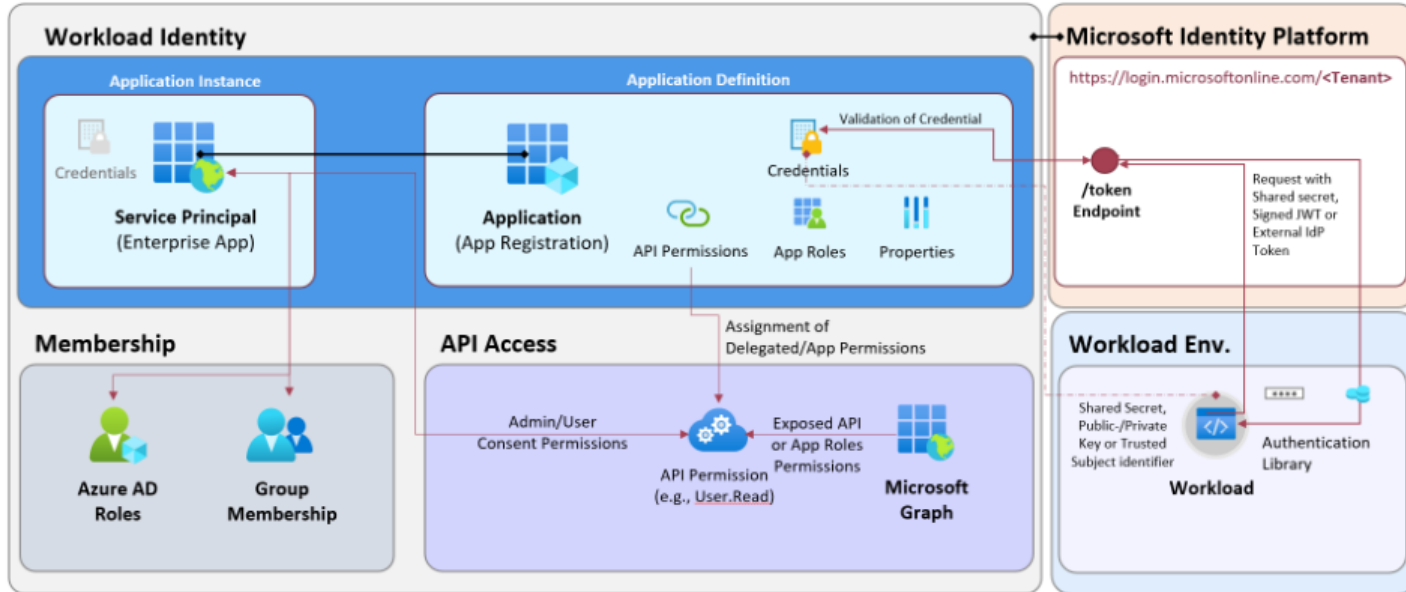 Workload Identity
Application Instance
Credentials
Service Principal
(Enterprise App)
Application Definition
Application
(App Registration)
Validation of Credential
Credentials
API Permissions
App Roles
Properties
Microsoft Identity Platform
https://login.microsoftonline.com/<Tenant>
/token
Endpoint
Request with
Shared secret,
Signed JWT or
External IdP
Token
Membership
Azure AD
Roles
Group
Membership
API Access
Assignment of
Delegated/App Permissions
Admin/User
Consent Permissions
API Permission
(e.g., User.Read)
Exposed API
or App Roles
Permissions
Microsoft
Graph
Workload Env.
Shared Secret,
Public-/Private
Key or Trusted
Subject identifier
Workload
Authentication
Library